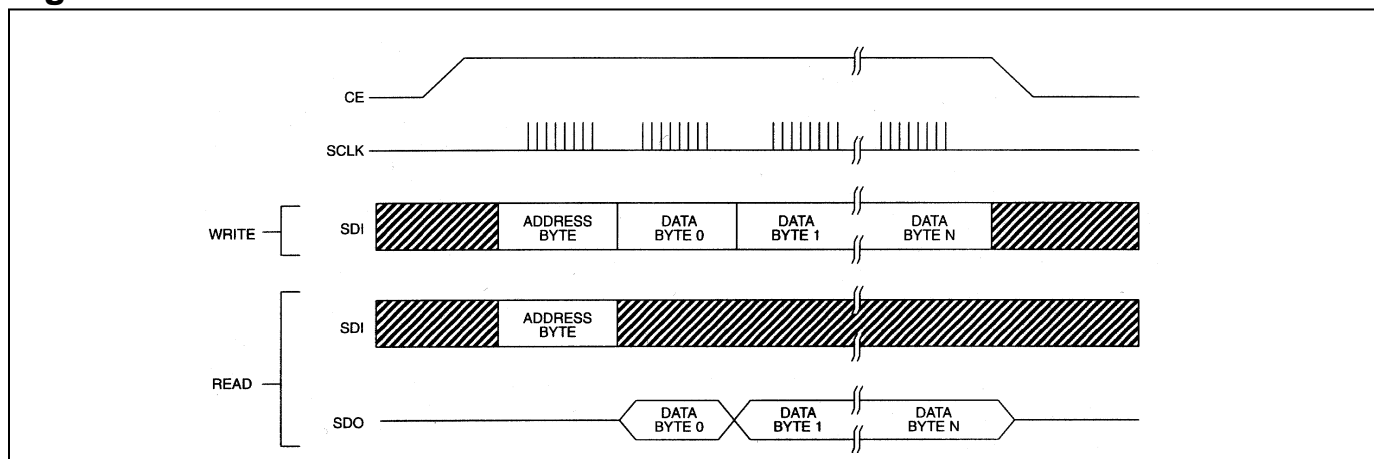 CE
SCLK
WRITE
SDI
ADDRESS
BYTE
DATA
BYTE 0
DATA
BYTE 1
DATA
BYTE N
READ
SDI
ADDRESS
BYTE
SDO
DATA
BYTE 0
DATA
BYTE 1
DATA
BYTE N